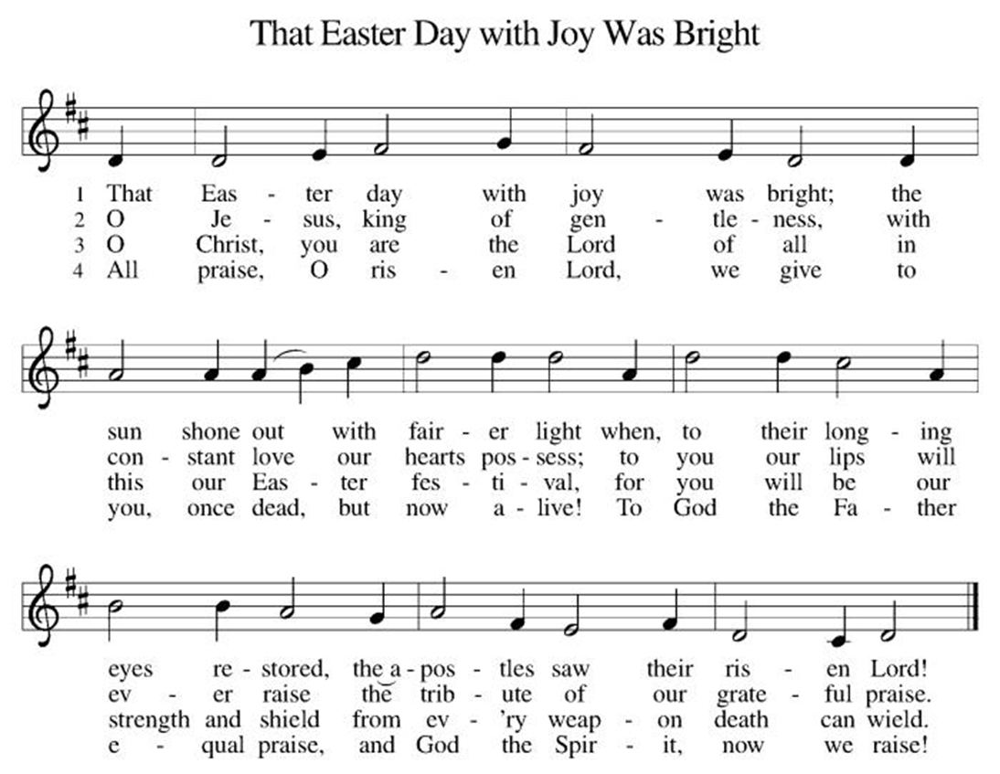 That Easter Day with Joy Was Bright
1 That Eas - ter day with joy was bright; the
2 O Je - sus, king of gen - tle - ness, with
3 O Christ, you are the Lord of all in
4 All praise, O ris - en Lord, we give to
sun shone out with fair - er light when, to their long - ing
con - stant love our hearts pos - sess; to you our lips will
this our Eas - ter fes - ti - val, for you will be our
you, once dead, but now a - live! To God the Fa - ther
eyes re - stored, the a - pos - tles saw their ris - en Lord!
ev - er raise the trib - ute of our grate - ful praise.
strength and shield from ev - 'ry weap - on death can wield.
e - qual praise, and God the Spir - it, now we raise!